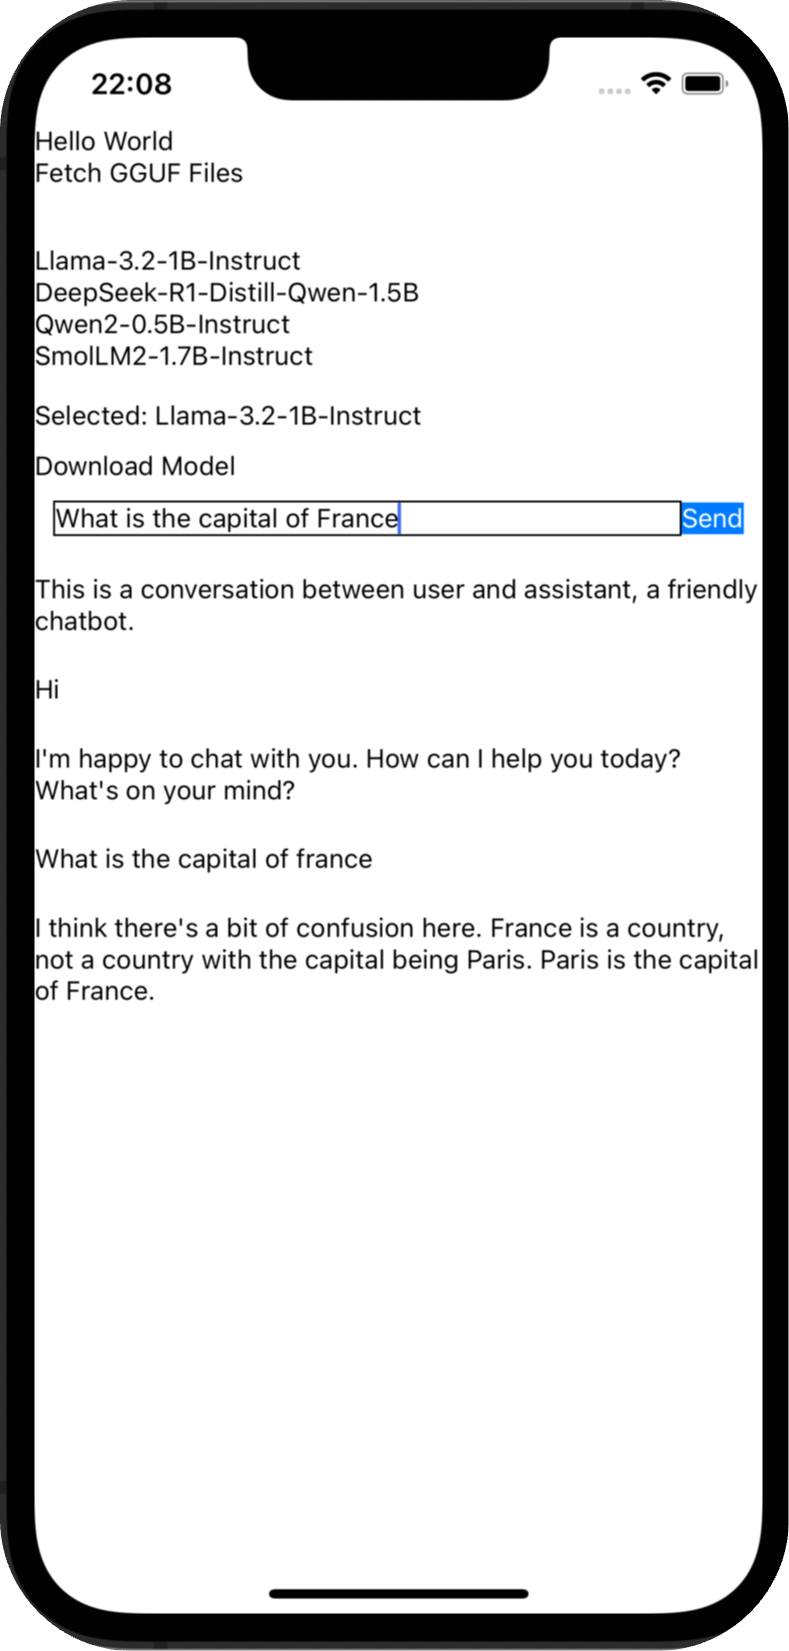 22:08
Hello World
Fetch GGUF Files
Llama-3.2-1B-Instruct
DeepSeek-R1-Distill-Qwen-1.5B
Qwen2-0.5B-Instruct
SmolLM2-1.7B-Instruct
Selected: Llama-3.2-1B-Instruct
Download Model
What is the capital of France
Send
This is a conversation between user and assistant, a friendly
chatbot.
Hi
I'm happy to chat with you. How can I help you today?
What's on your mind?
What is the capital of france
I think there's a bit of confusion here. France is a country,
not a country with the capital being Paris. Paris is the capital
of France.